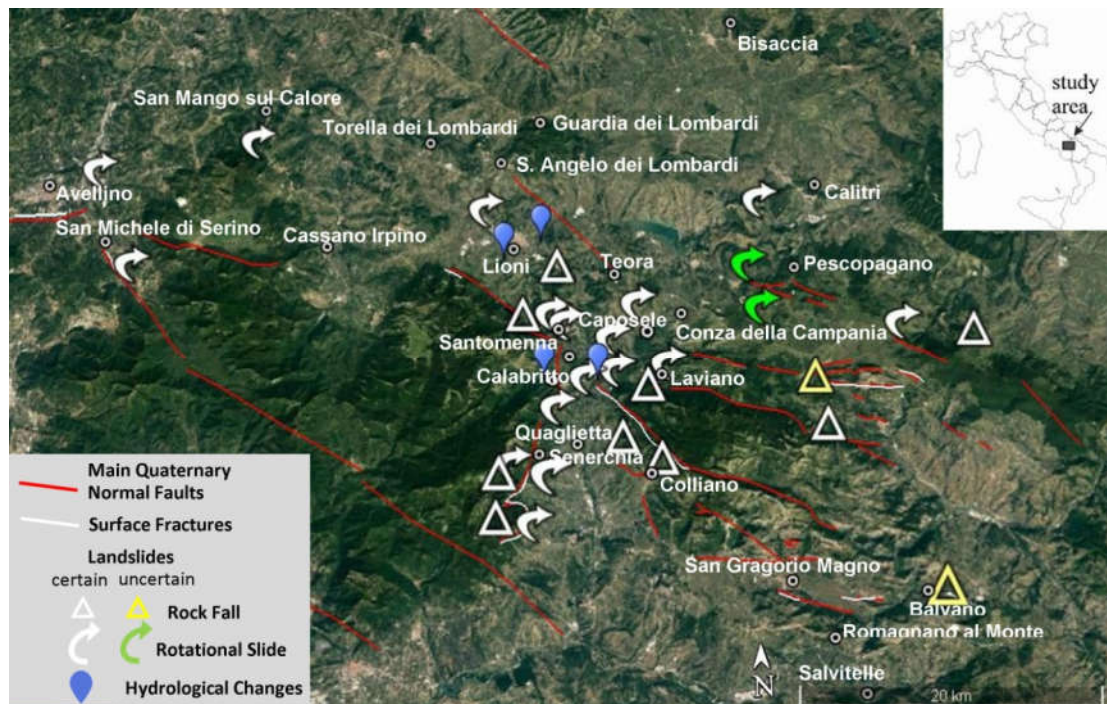 Bisaccia
study
area
San Mango sul Calore
Torella dei Lombardi
Guardia dei Lombardi
S. Angelo dei Lombardi
Avellino
Calitri
San Michele di Serino
Cassano Irpino
Lioni
Teora
Pescopagano
Caposele
Conza della Campania
Santomenna
Calabritto
Laviano
Quaglietta
Senerchia
Colliano
San Gragorio Magno
Balvano
Romagnano al Monte
Salvitelle
N
20 km
Main Quaternary
Normal Faults
Surface Fractures
Landslides
certain uncertain
Rock Fall
Rotational Slide
Hydrological Changes